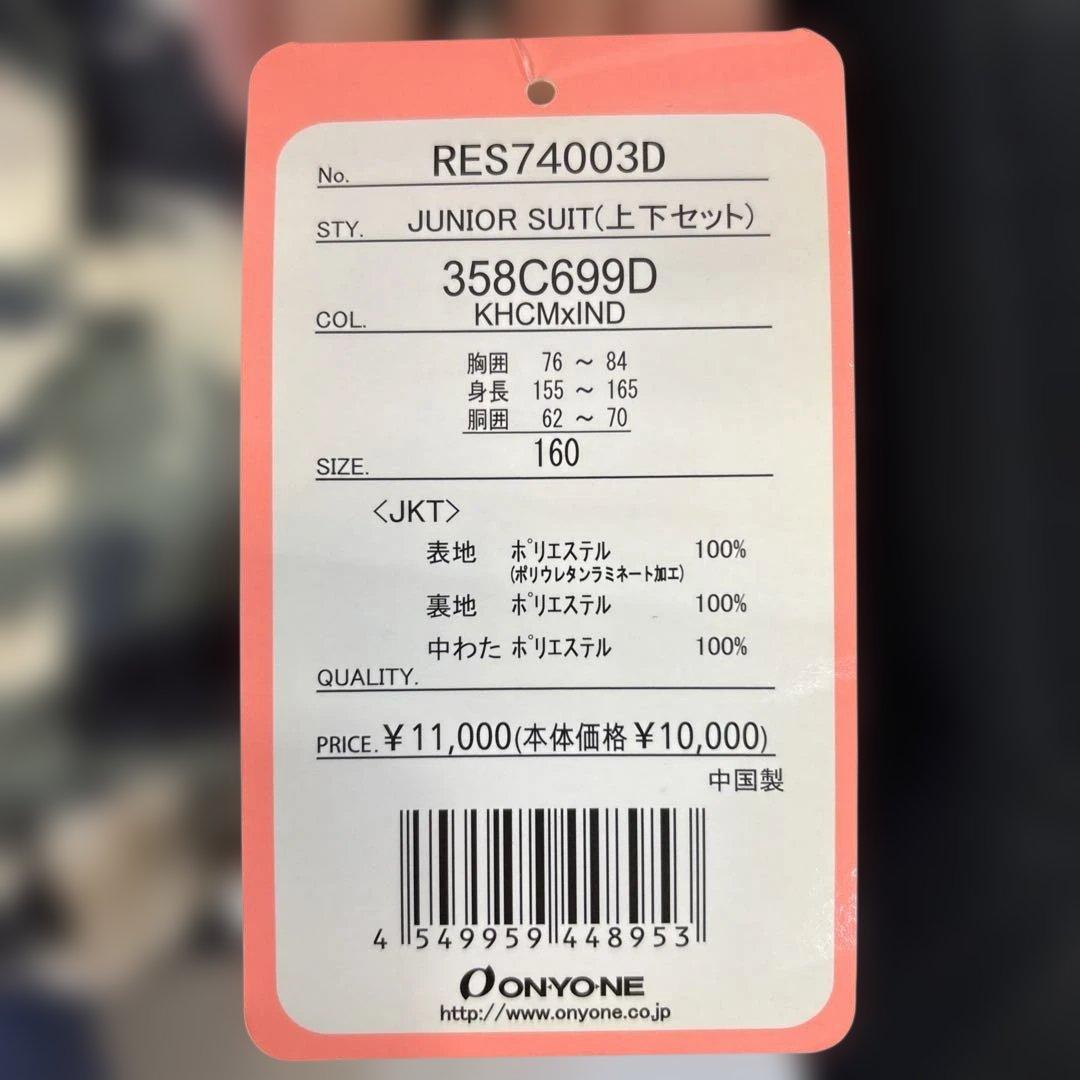 No. RES74003D
STY. JUNIOR SUIT(上下セット)
358C699D
COL. KHCMxIND
胸囲 76 ～ 84
身長 155 ～ 165
胴囲 62 ～ 70
SIZE. 160
<JKT>
表地 ポリエステル 100%
(ポリウレタンラミネート加工)
裏地 ポリエステル 100%
中わた ポリエステル 100%
QUALITY.
PRICE. ¥11,000(本体価格¥10,000)
中国製
4 549959 448953
ON•YO•NE
http://www.onyone.co.jp